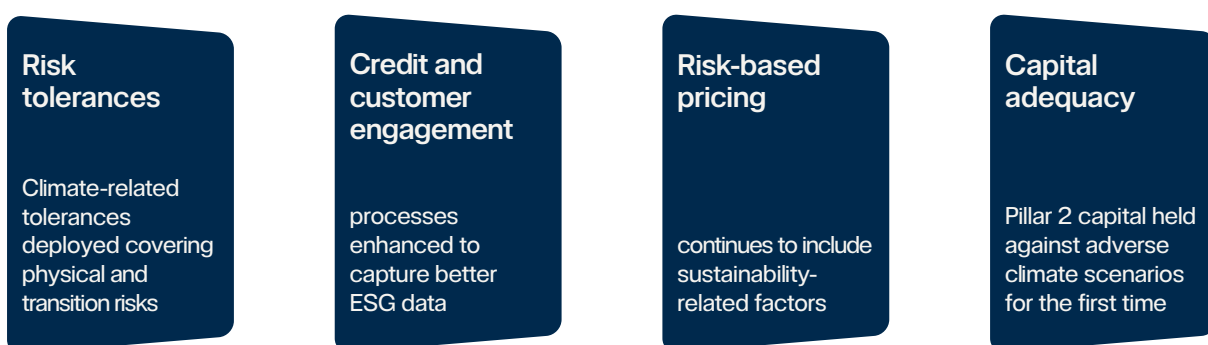 Risk
tolerances
Climate-related
tolerances
deployed covering
physical and
transition risks
Credit and
customer
engagement
processes
enhanced to
capture better
ESG data
Risk-based
pricing
continues to include
sustainability-
related factors
Capital
adequacy
Pillar 2 capital held
against adverse
climate scenarios
for the first time